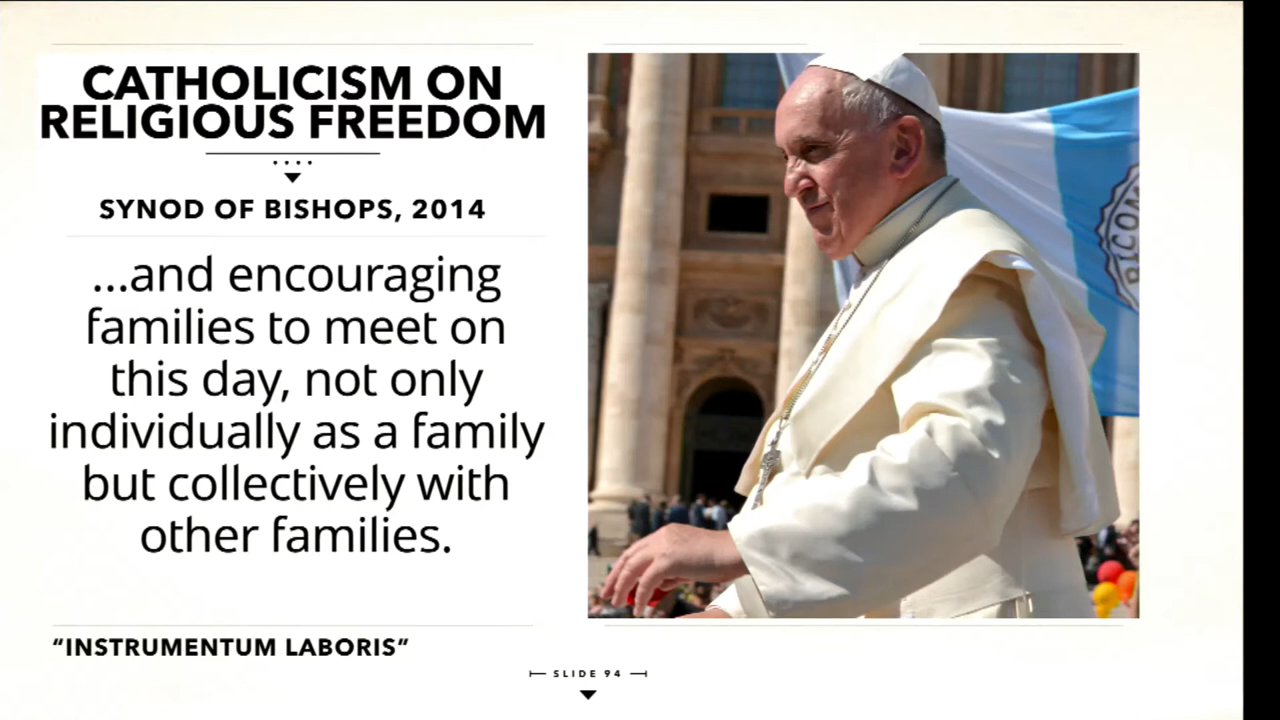 CATHOLICISM ON
RELIGIOUS FREEDOM
SYNOD OF BISHOPS, 2014
...and encouraging
families to meet on
this day, not only
individually as a family
but collectively with
other families.
"INSTRUMENTUM LABORIS"
SLIDE 94